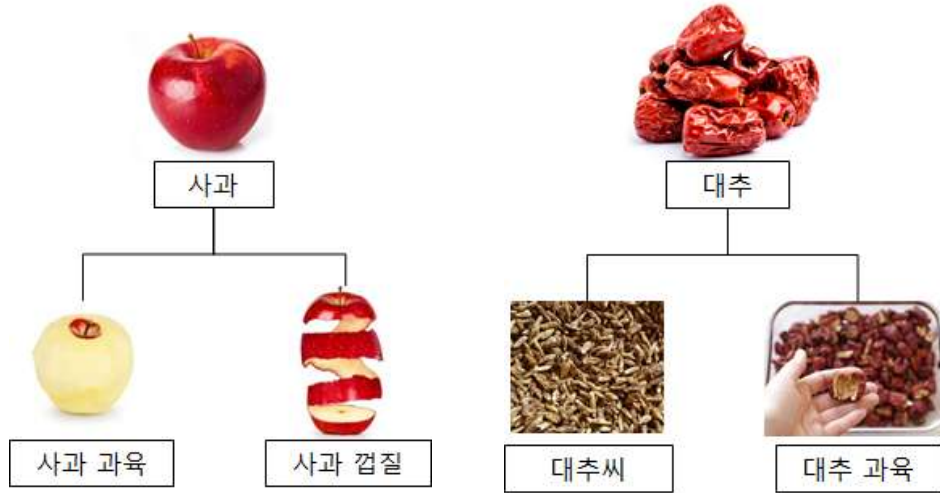 사과
대추
사과 과육
사과 껍질
대추씨
대추 과육